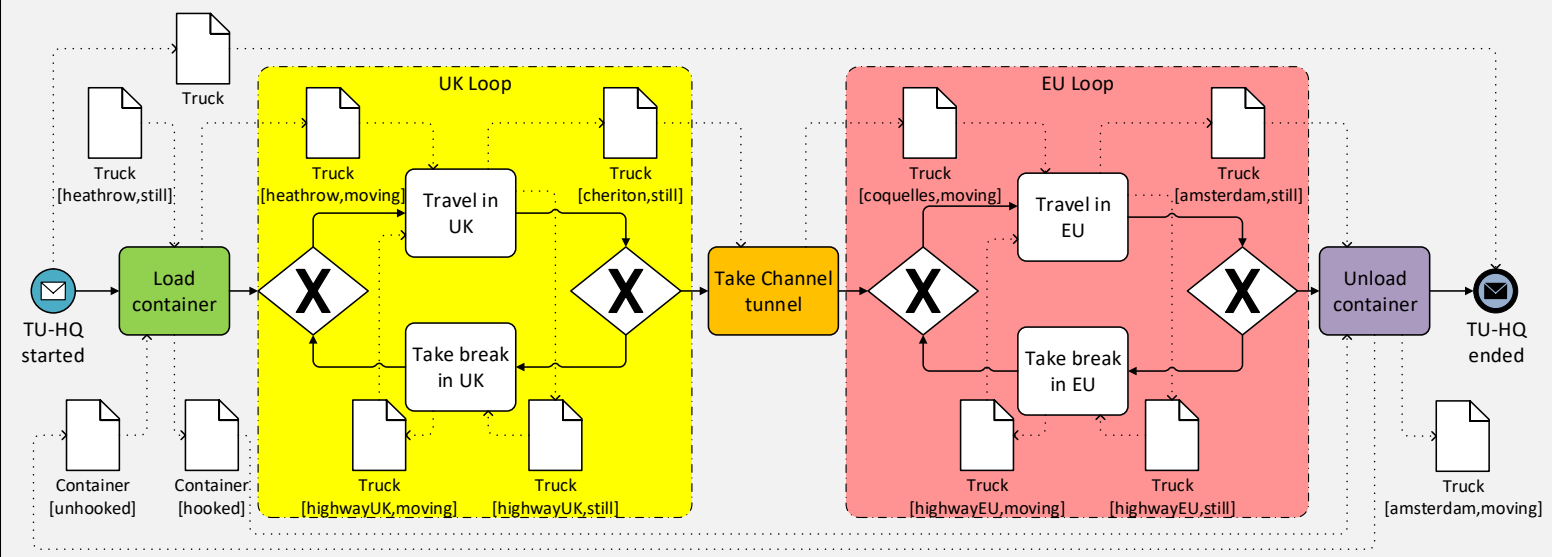 Truck
UK Loop
EU Loop
Truck
[heathrow,still]
Truck
[heathrow,moving]
Truck
[cheriton,still]
Truck
[coquelles,moving]
Truck
[amsterdam,still]
Travel in
UK
Travel in
EU
TU-HQ
started
Load
container
X
X
Take Channel
tunnel
X
X
Unload
container
TU-HQ
ended
Take break
in UK
Take break
in EU
Container
[unhooked]
Container
[hooked]
Truck
[highwayUK,moving]
Truck
[highwayUK,still]
Truck
[highwayEU,moving]
Truck
[highwayEU,still]
Truck
[amsterdam,moving]